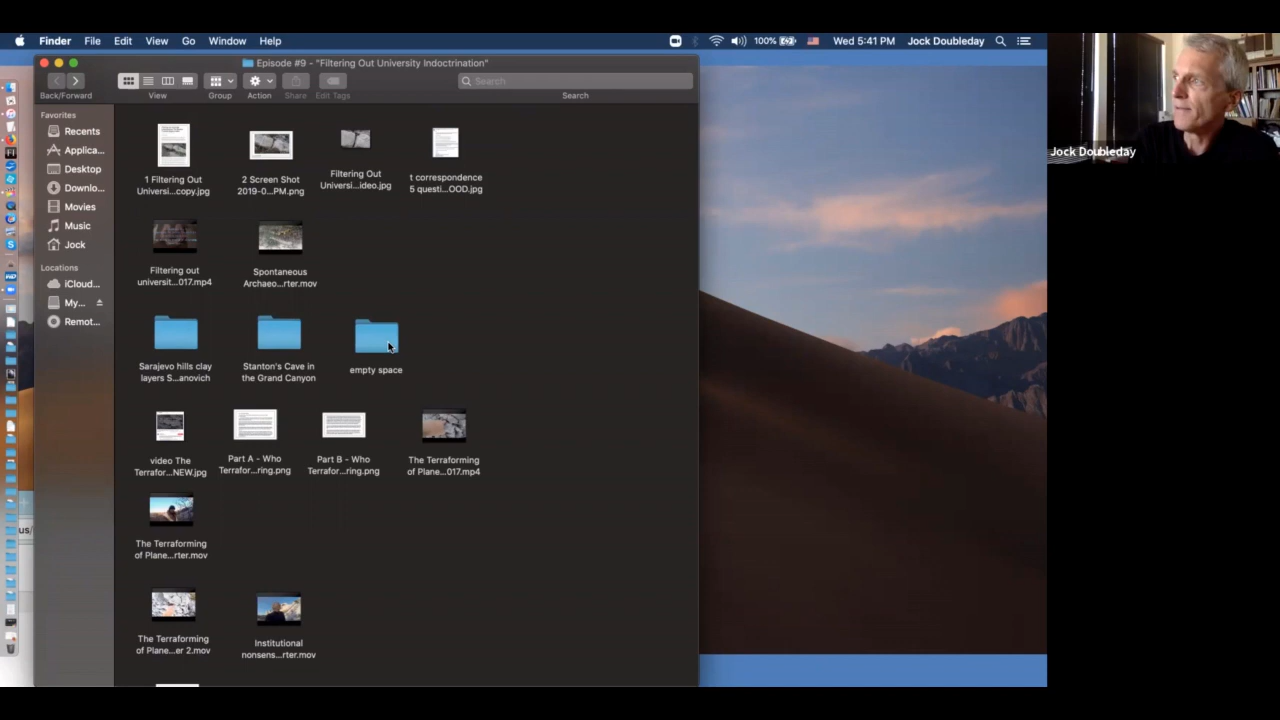 Finder File Edit View Go Window Help
100% Wed 5:41 PM Jock Doubleday
Episode #9 - "Filtering Out University Indoctrination"
Search
Back/Forward View Group Action Share Edit Tags Search
Favorites
Recents
Applica...
Desktop
Downlo...
Movies
Music
Jock
Locations
iCloud...
My...
Remot...
1 Filtering Out
Universi...copy.jpg
2 Screen Shot
2019-0...PM.png
Filtering Out
Universi...ideo.jpg
t correspondence
5 questi...OOD.jpg
Filtering out
universit...017.mp4
Spontaneous
Archaeo...rter.mov
Sarajevo hills clay
layers S...anovich
Stanton's Cave in
the Grand Canyon
empty space
video The
Terrafor...NEW.jpg
Part A - Who
Terrafor...ring.png
Part B - Who
Terrafor...ring.png
The Terraforming
of Plane...017.mp4
The Terraforming
of Plane...rter.mov
The Terraforming
of Plane...er 2.mov
Institutional
nonsens...rter.mov
us/
Jock Doubleday